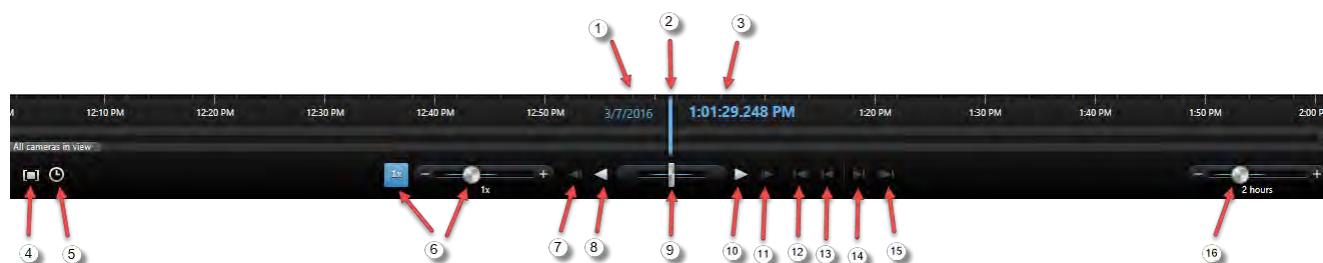 1 2 3
12:10 PM 12:20 PM 12:30 PM 12:40 PM 12:50 PM 3/7/2016 1:01:29.248 PM 1:20 PM 1:30 PM 1:40 PM 1:50 PM 2:00 P
All cameras in view
1x − + − +
1x 2 hours
4 5 6 7 8 9 10 11 12 13 14 15 16